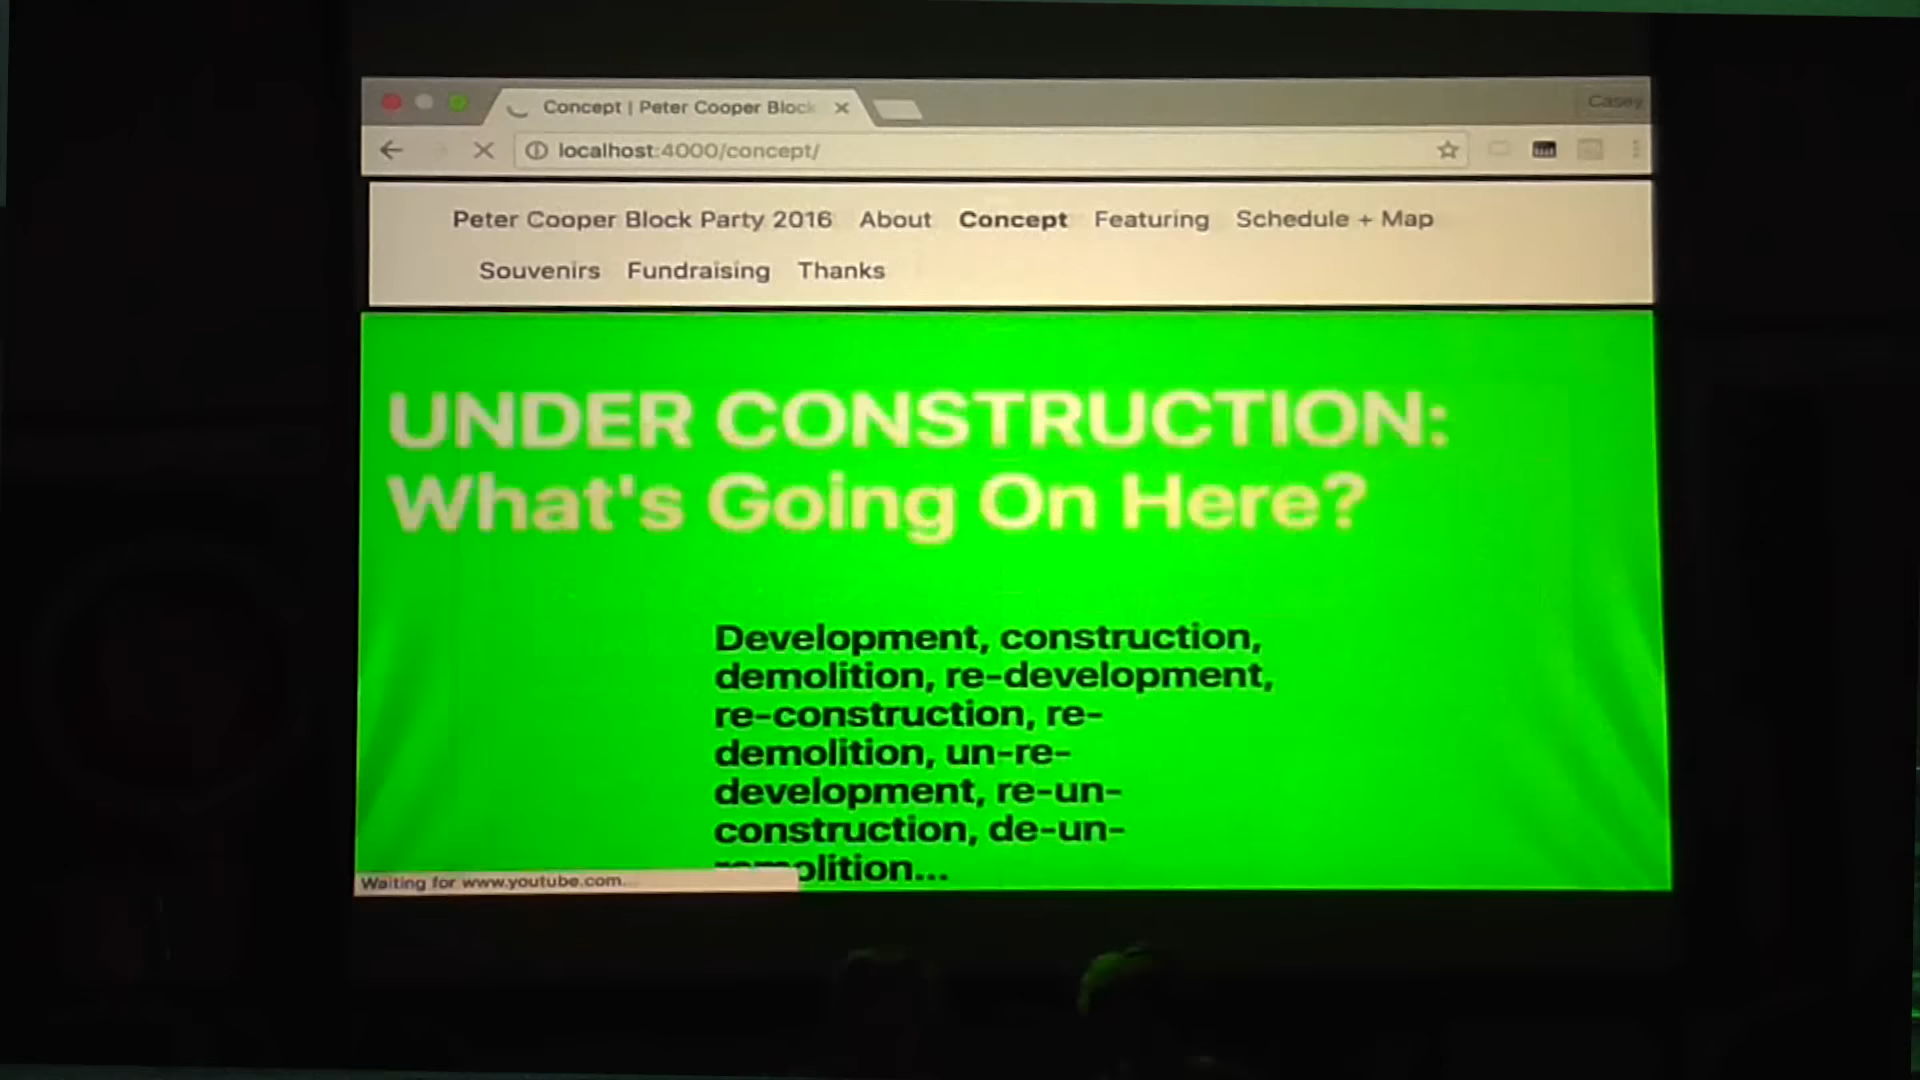 Concept | Peter Cooper Block
Casey
localhost:4000/concept/
Peter Cooper Block Party 2016 About Concept Featuring Schedule + Map
Souvenirs Fundraising Thanks
UNDER CONSTRUCTION:
What's Going On Here?
Development, construction,
demolition, re-development,
re-construction, re-
demolition, un-re-
development, re-un-
construction, de-un-
olition...
Waiting for www.youtube.com...